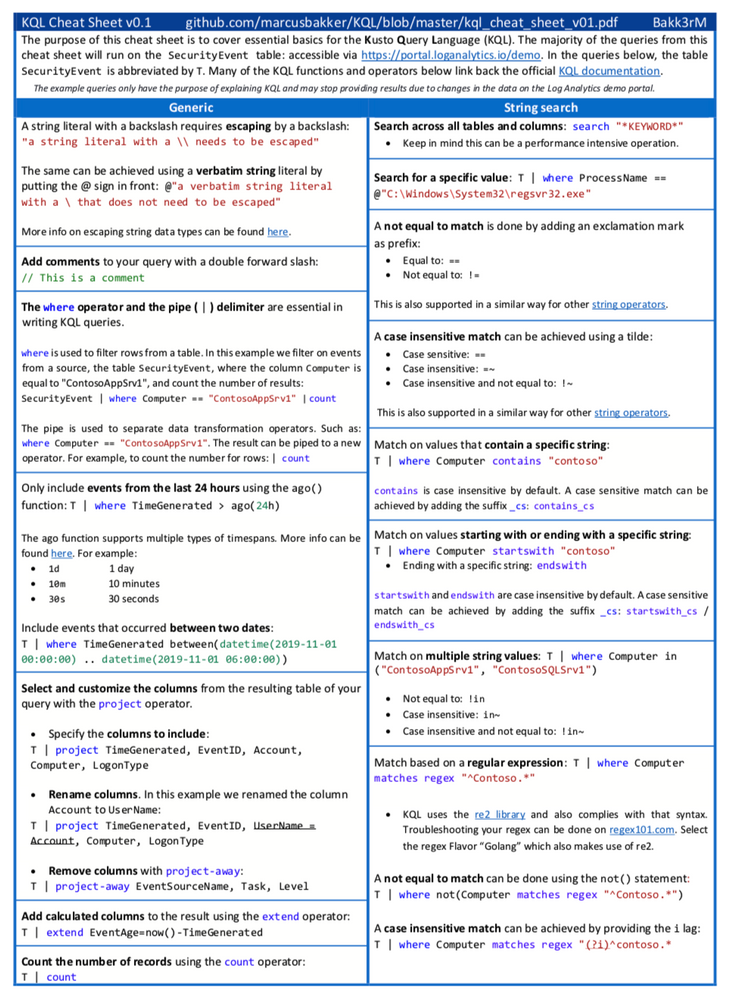 KQL Cheat Sheet v0.1 github.com/marcusbakker/KQL/blob/master/kql_cheat_sheet_v01.pdf Bakk3rM
The purpose of this cheat sheet is to cover essential basics for the Kusto Query Language (KQL). The majority of the queries from this
cheat sheet will run on the SecurityEvent table: accessible via https://portal.loganalytics.io/demo. In the queries below, the table
SecurityEvent is abbreviated by T. Many of the KQL functions and operators below link back the official KQL documentation.
The example queries only have the purpose of explaining KQL and may stop providing results due to changes in the data on the Log Analytics demo portal.
Generic
A string literal with a backslash requires escaping by a backslash:
"a string literal with a \\ needs to be escaped"
The same can be achieved using a verbatim string literal by
putting the @ sign in front: @"a verbatim string literal
with a \ that does not need to be escaped"
More info on escaping string data types can be found here.
Add comments to your query with a double forward slash:
// This is a comment
The where operator and the pipe ( | ) delimiter are essential in
writing KQL queries.
where is used to filter rows from a table. In this example we filter on events
from a source, the table SecurityEvent, where the column Computer is
equal to "ContosoAppSrv1", and count the number of results:
SecurityEvent | where Computer == "ContosoAppSrv1" |count
The pipe is used to separate data transformation operators. Such as:
where Computer == "ContosoAppSrv1". The result can be piped to a new
operator. For example, to count the number for rows: | count
Only include events from the last 24 hours using the ago()
function: T | where TimeGenerated > ago(24h)
The ago function supports multiple types of timespans. More info can be
found here. For example:
• 1d 1 day
• 10m 10 minutes
• 30s 30 seconds
Include events that occurred between two dates:
T | where TimeGenerated between(datetime(2019-11-01
00:00:00) .. datetime(2019-11-01 06:00:00))
Select and customize the columns from the resulting table of your
query with the project operator.
• Specify the columns to include:
T | project TimeGenerated, EventID, Account,
Computer, LogonType
• Rename columns. In this example we renamed the column
Account to UserName:
T | project TimeGenerated, EventID, UserName =
Account, Computer, LogonType
• Remove columns with project-away:
T | project-away EventSourceName, Task, Level
Add calculated columns to the result using the extend operator:
T | extend EventAge=now()-TimeGenerated
Count the number of records using the count operator:
T | count
String search
Search across all tables and columns: search "*KEYWORD*"
• Keep in mind this can be a performance intensive operation.
Search for a specific value: T | where ProcessName ==
@"C:\Windows\System32\regsvr32.exe"
A not equal to match is done by adding an exclamation mark
as prefix:
• Equal to: ==
• Not equal to: !=
This is also supported in a similar way for other string operators.
A case insensitive match can be achieved using a tilde:
• Case sensitive: ==
• Case insensitive: =~
• Case insensitive and not equal to: !~
This is also supported in a similar way for other string operators.
Match on values that contain a specific string:
T | where Computer contains "contoso"
contains is case insensitive by default. A case sensitive match can be
achieved by adding the suffix _cs: contains_cs
Match on values starting with or ending with a specific string:
T | where Computer startswith "contoso"
• Ending with a specific string: endswith
startswith and endswith are case insensitive by default. A case sensitive
match can be achieved by adding the suffix _cs: startswith_cs /
endswith_cs
Match on multiple string values: T | where Computer in
("ContosoAppSrv1", "ContosoSQLSrv1")
• Not equal to: !in
• Case insensitive: in~
• Case insensitive and not equal to: !in~
Match based on a regular expression: T | where Computer
matches regex "^Contoso.*"
• KQL uses the re2 library and also complies with that syntax.
Troubleshooting your regex can be done on regex101.com. Select
the regex Flavor “Golang” which also makes use of re2.
A not equal to match can be done using the not() statement:
T | where not(Computer matches regex "^Contoso.*")
A case insensitive match can be achieved by providing the i lag:
T | where Computer matches regex "(?i)^contoso.*